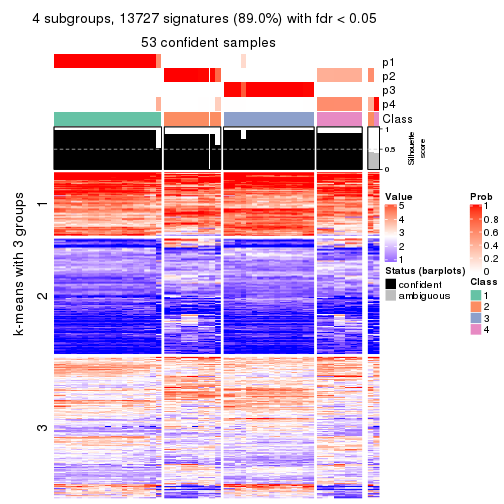 4 subgroups, 13727 signatures (89.0%) with fdr < 0.05
53 confident samples
p1
p2
p3
p4
Class
1
0.5
0
Silhouette
score
k-means with 3 groups
1
2
3
Value
5
4
3
2
1
Status (barplots)
confident
ambiguous
Prob
1
0.8
0.6
0.4
0.2
0
Class
1
2
3
4